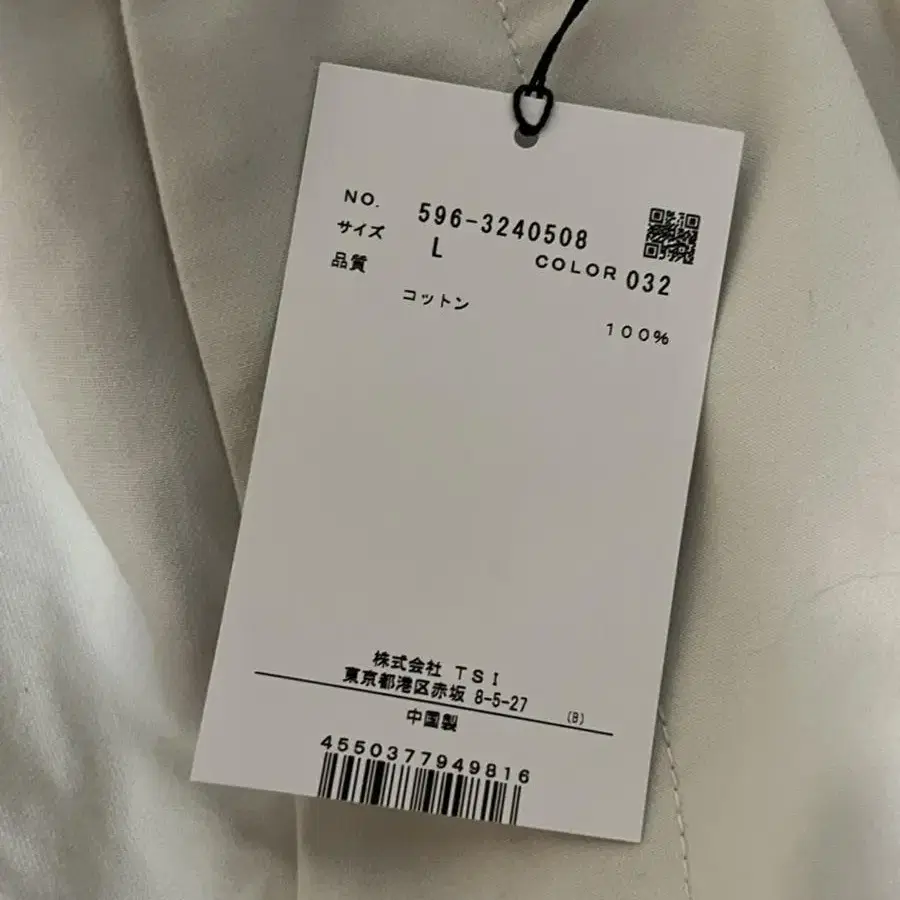 NO. 596-3240508
サイズ L COLOR 032
品質
コットン 100%
株式会社 TSI
東京都港区赤坂 8-5-27 (B)
中国製
4550377949816